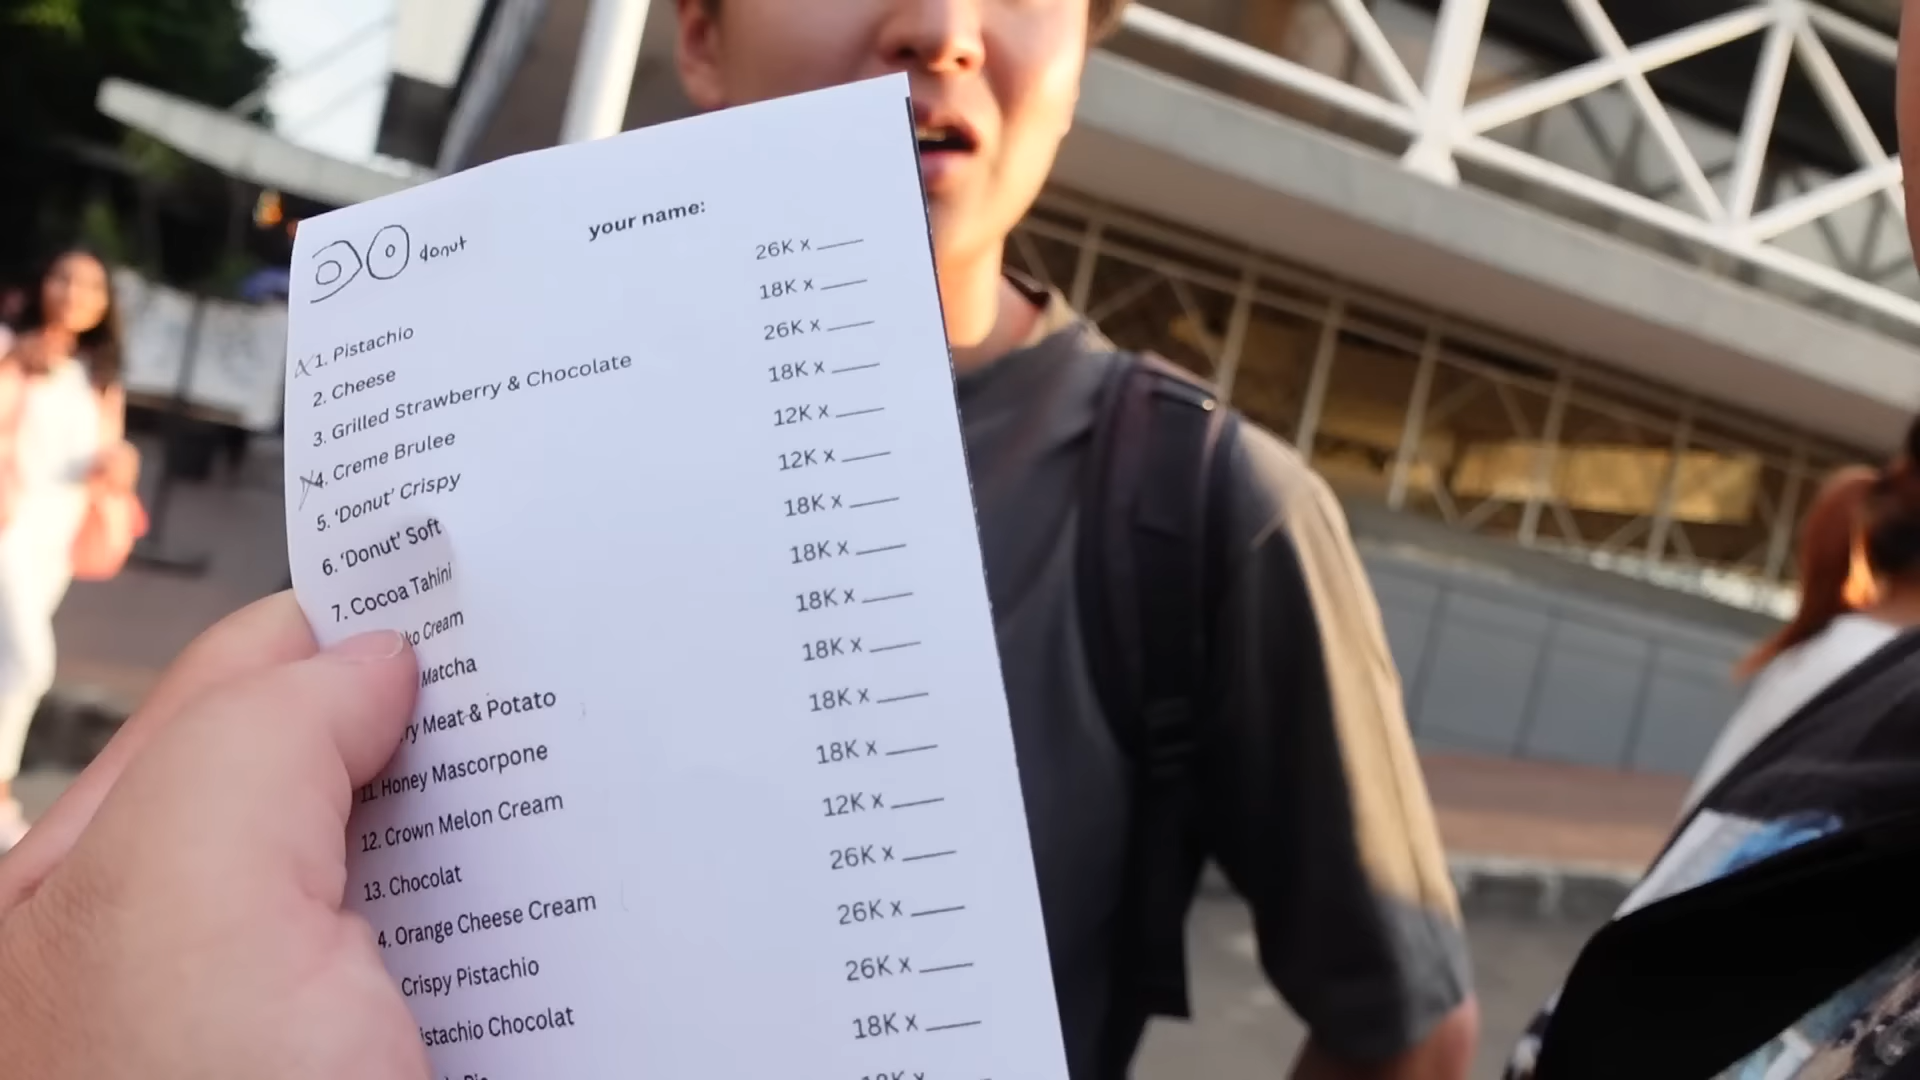 donut
your name:
1. Pistachio 26K x
2. Cheese 18K x
3. Grilled Strawberry & Chocolate 26K x
4. Creme Brulee 18K x
5. 'Donut' Crispy 12K x
6. 'Donut' Soft 12K x
7. Cocoa Tahini 18K x
Cream 18K x
Matcha 18K x
Meat & Potato 18K x
11. Honey Mascorpone 18K x
12. Crown Melon Cream 18K x
13. Chocolat 12K x
4. Orange Cheese Cream 26K x
Crispy Pistachio 26K x
istachio Chocolat 26K x
18K x